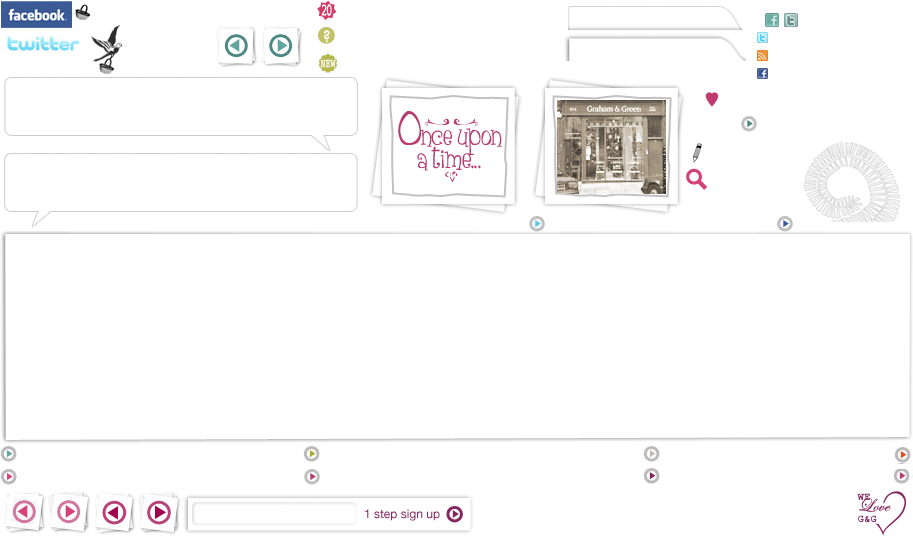 facebook
twitter
20
NEW
Once upon
a time...
Graham & Green
1 step sign up
WE
Love
G&G